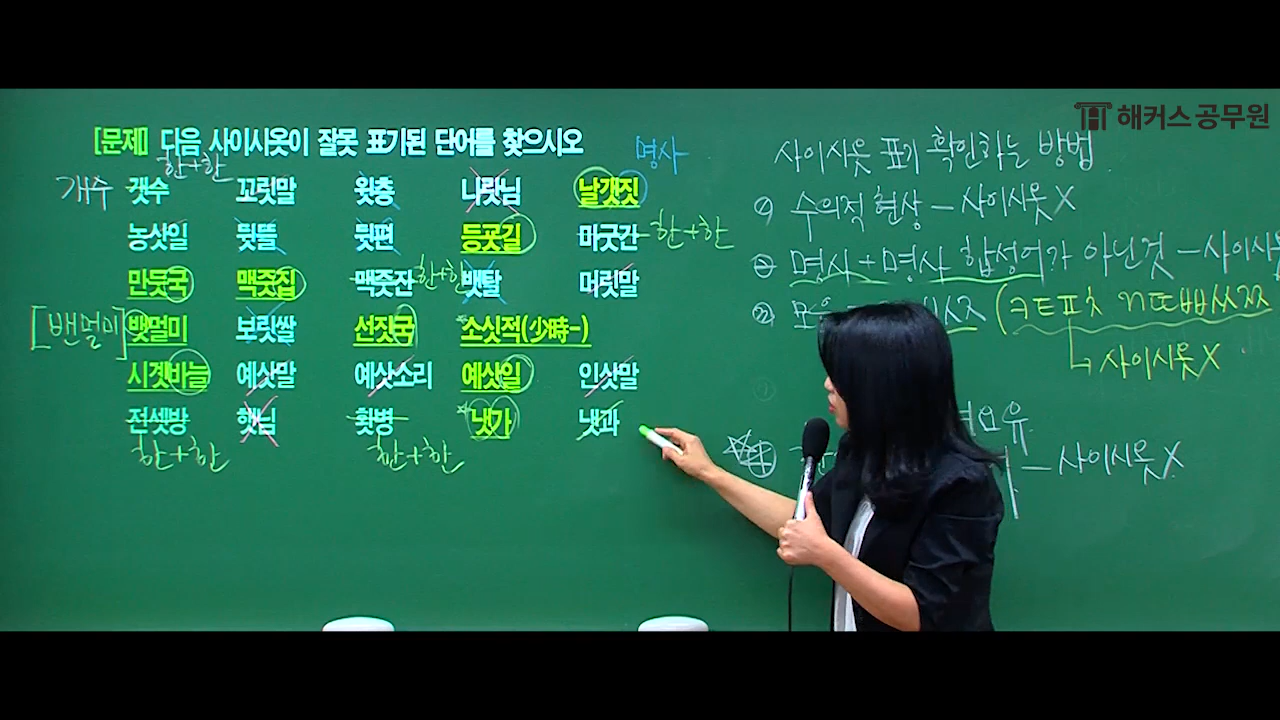 해커스공무원
[문제] 다음 사이시옷이 잘못 표기된 단어를 찾으시오
한+한
명사
개수 갯수 꼬릿말 윗층 나랏님 날갯짓
농삿일 뒷뜰 뒷편 등굣길 마굿간 한+한
만둣국 맥줏집 맥줏잔 한+한 뱃탈 머릿말
[밴멀미] 뱃멀미 보릿쌀 선짓국 소싯적(少時-)
시곗바늘 예삿말 예삿소리 예삿일 인삿말
전셋방 햇님 횟병 냇가 냇과
한+한 한+한
사이시옷 표기 확인하는 방법
① 수의적 현상 - 사이시옷 X
② 명사+명사 합성어가 아닌것 - 사이시옷
(ㅋㅌㅍㅊ ㄲㄸㅃㅆㅉ
사이시옷 X
- 사이시옷 X